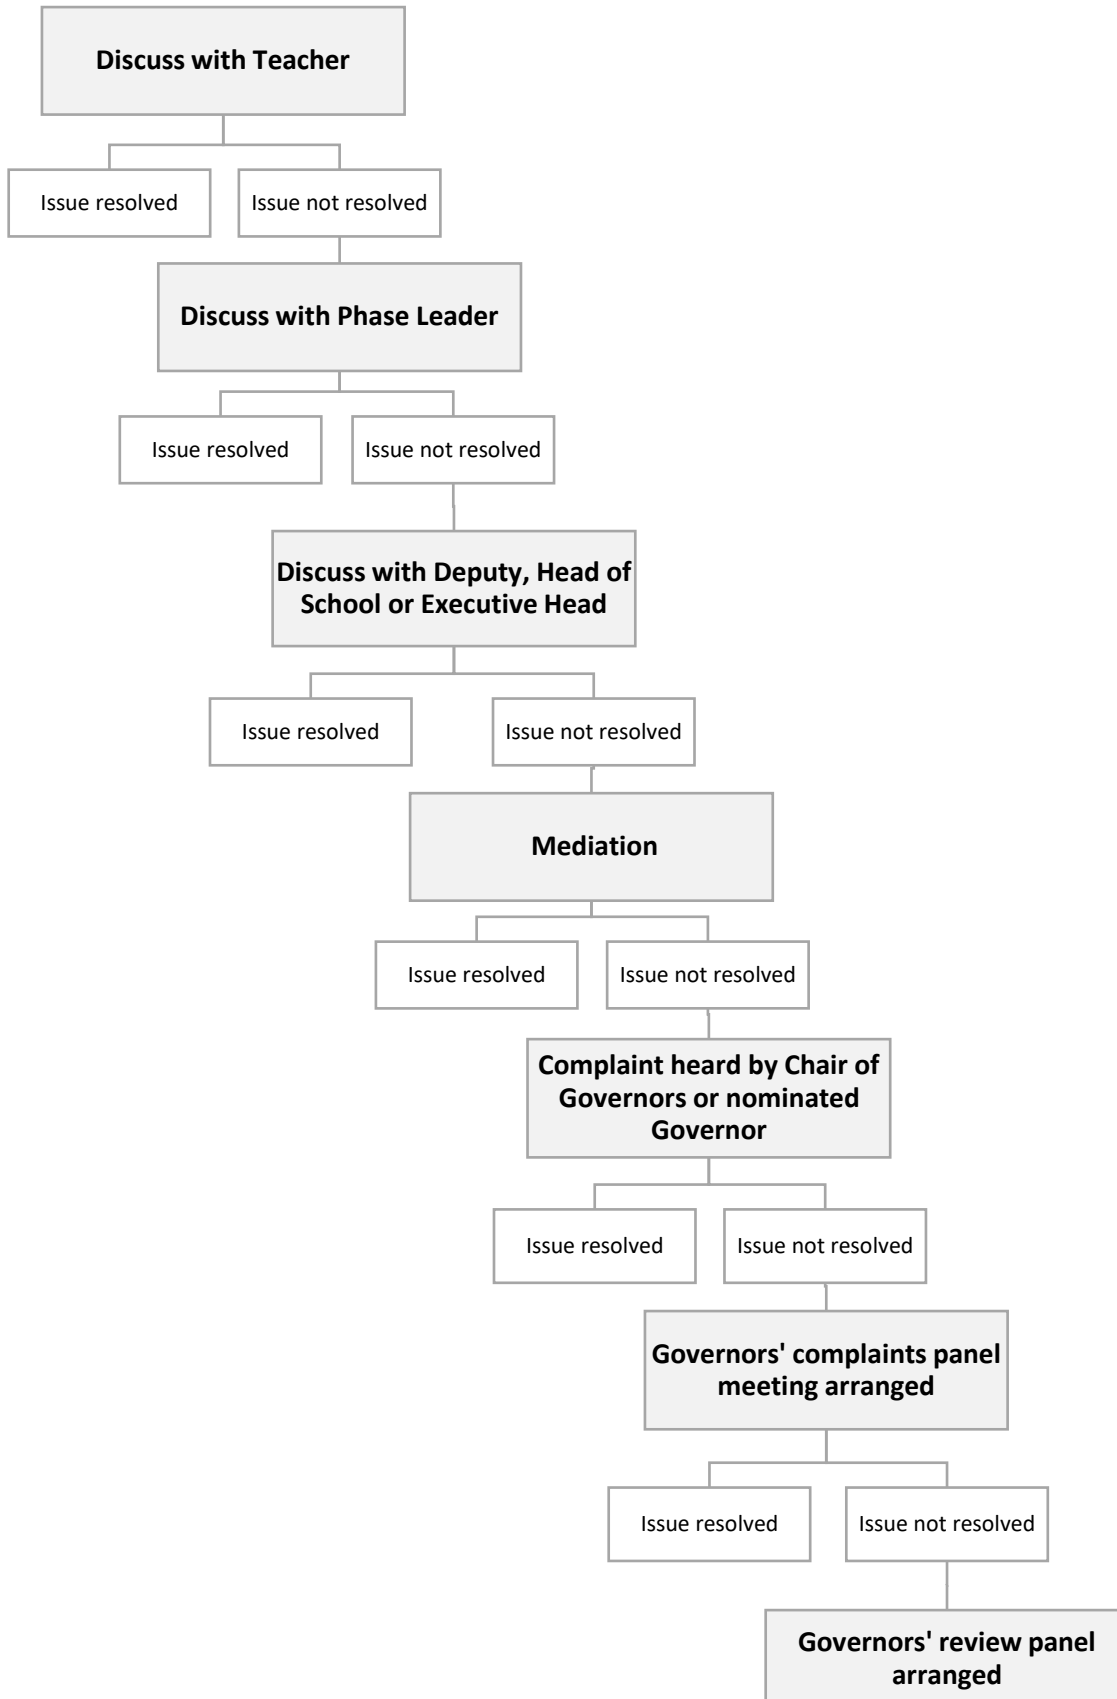 Discuss with Teacher
Issue resolved
Issue not resolved
Discuss with Phase Leader
Issue resolved
Issue not resolved
Discuss with Deputy, Head of
School or Executive Head
Issue resolved
Issue not resolved
Mediation
Issue resolved
Issue not resolved
Complaint heard by Chair of
Governors or nominated
Governor
Issue resolved
Issue not resolved
Governors' complaints panel
meeting arranged
Issue resolved
Issue not resolved
Governors' review panel
arranged